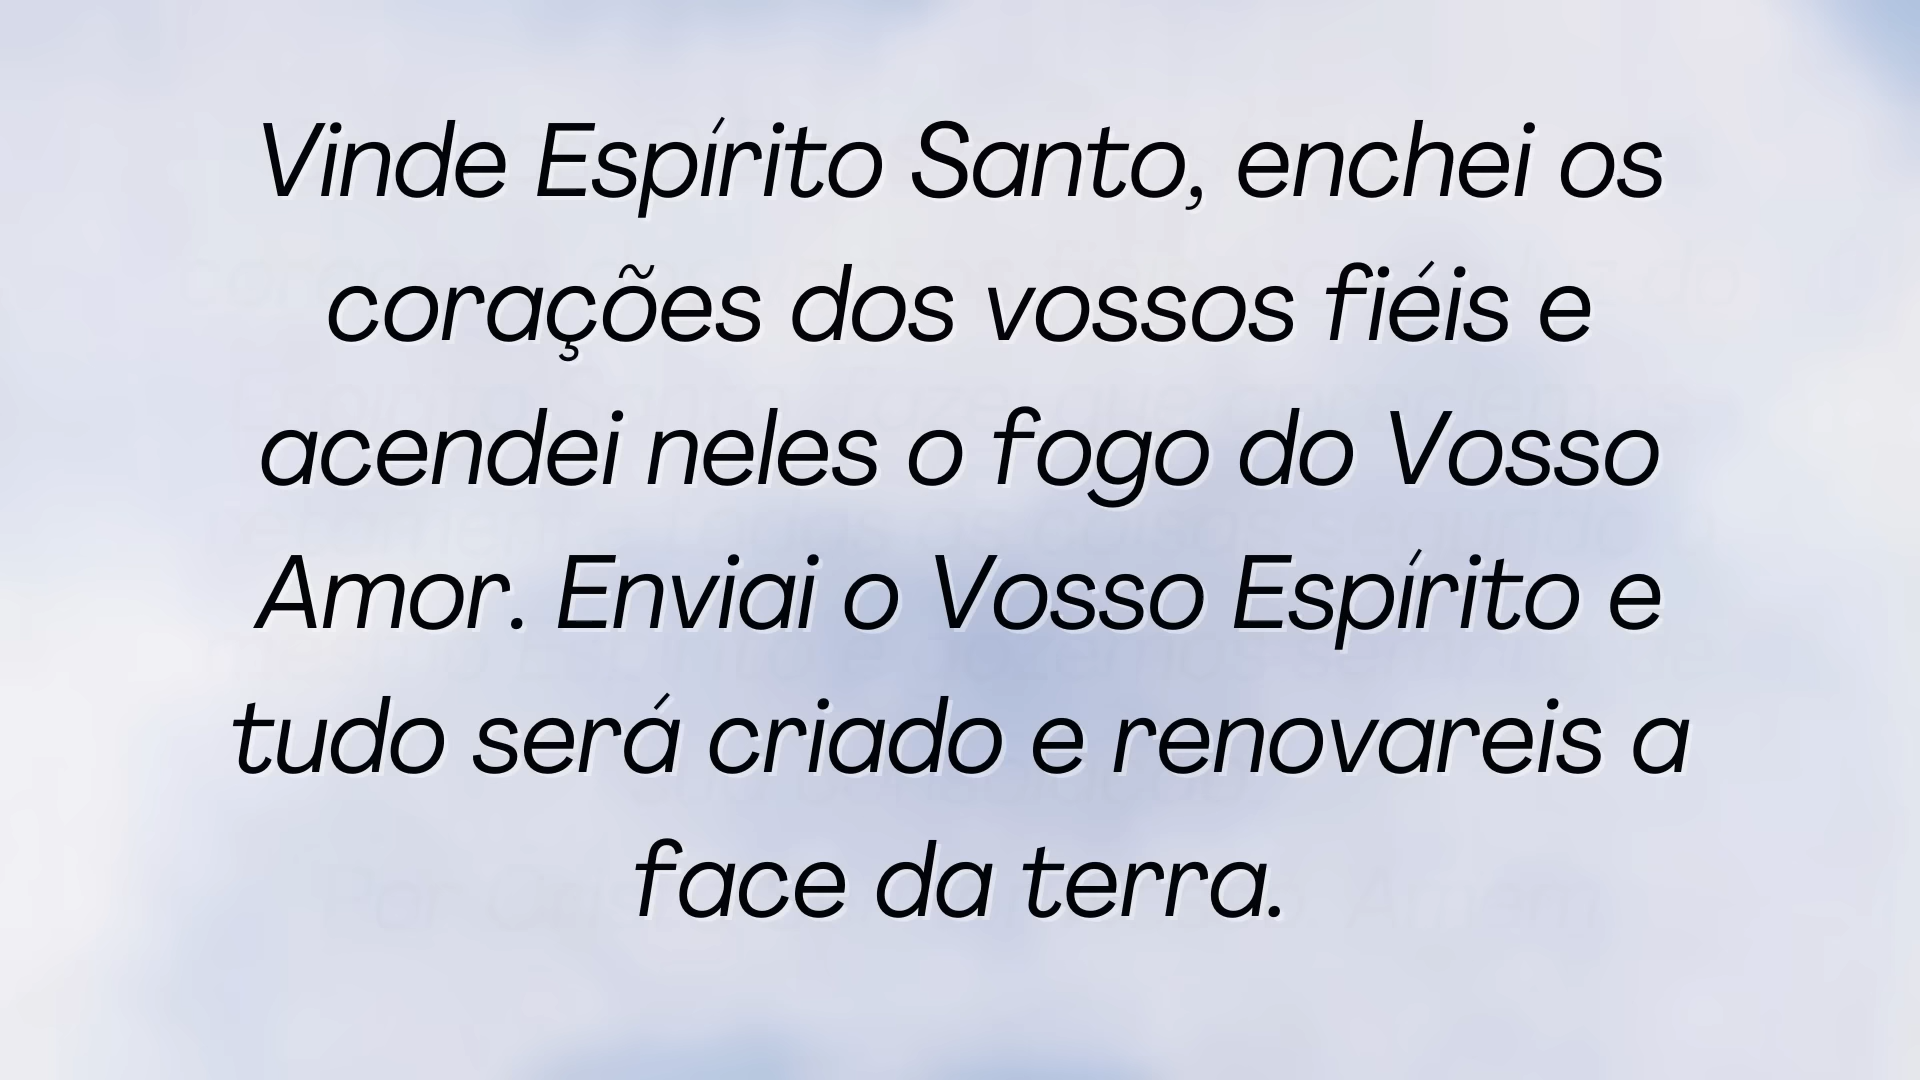 Vinde Espírito Santo, enchei os
corações dos vossos fiéis e
acendei neles o fogo do Vosso
Amor. Enviai o Vosso Espírito e
tudo será criado e renovareis a
face da terra.